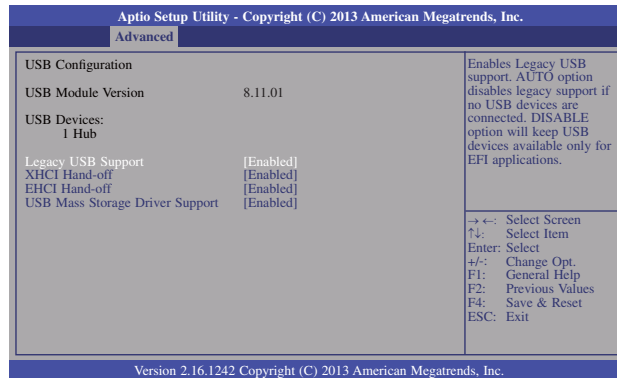 Aptio Setup Utility - Copyright (C) 2013 American Megatrends, Inc.
Advanced
USB Configuration
USB Module Version 8.11.01
USB Devices:
1 Hub
Legacy USB Support [Enabled]
XHCI Hand-off [Enabled]
EHCI Hand-off [Enabled]
USB Mass Storage Driver Support [Enabled]
Enables Legacy USB
support. AUTO option
disables legacy support if
no USB devices are
connected. DISABLE
option will keep USB
devices available only for
EFI applications.
→←: Select Screen
↑↓: Select Item
Enter: Select
+/-: Change Opt.
F1: General Help
F2: Previous Values
F4: Save & Reset
ESC: Exit
Version 2.16.1242 Copyright (C) 2013 American Megatrends, Inc.